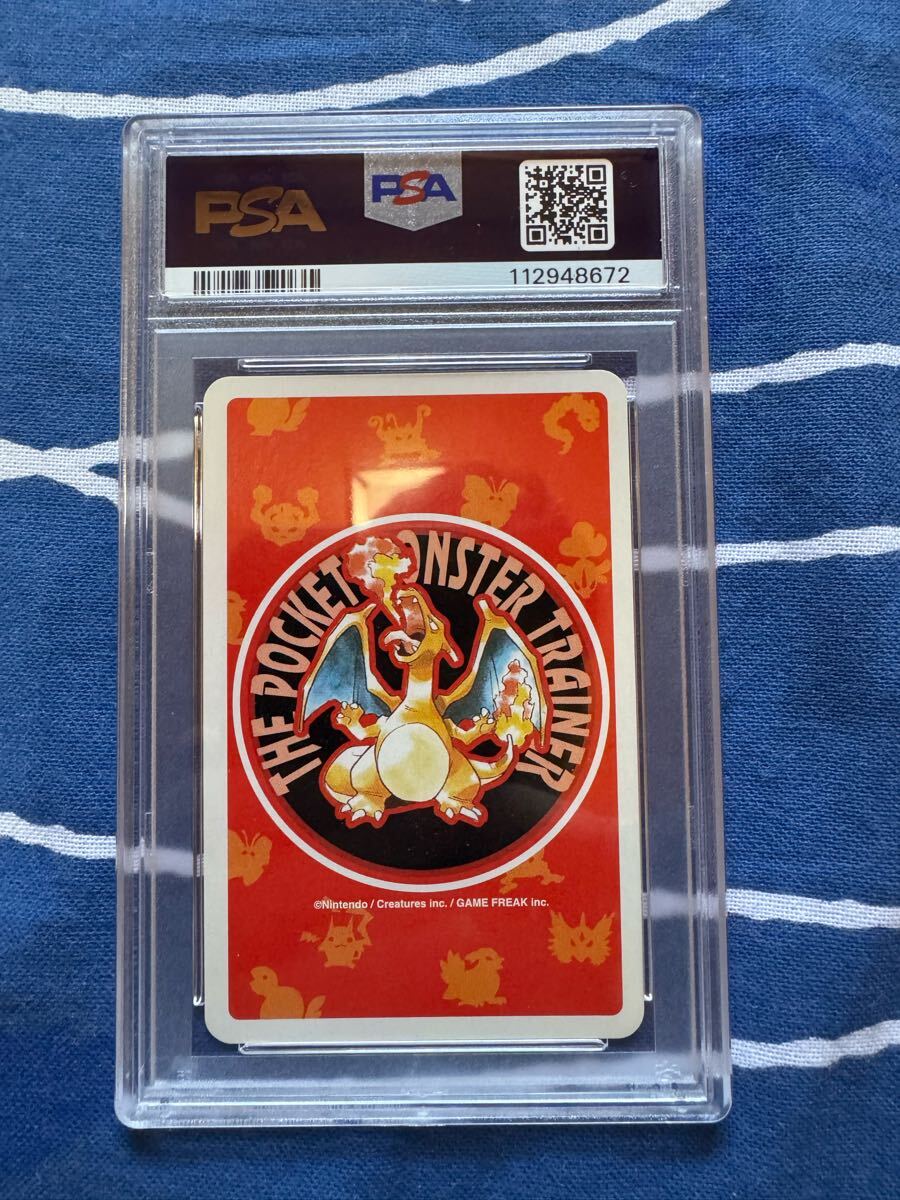 PSA
PSA
112948672
THE POCKET MONSTER TRAINER
©Nintendo / Creatures inc. / GAME FREAK inc.